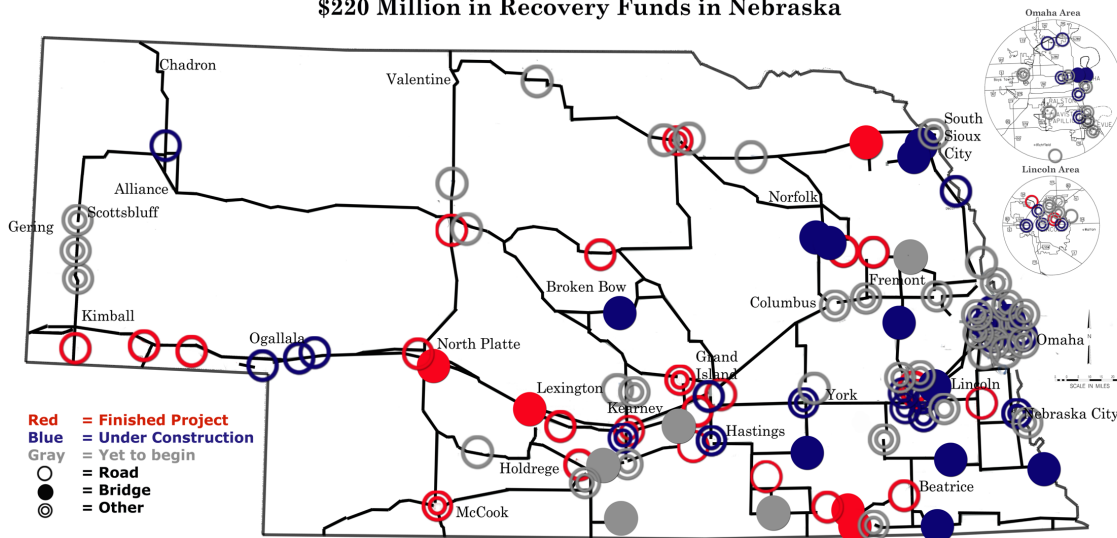 $220 Million in Recovery Funds in Nebraska
Omaha Area
Chadron
Valentine
South
Sioux
City
Lincoln Area
Alliance
Norfolk
Scottsbluff
Gering
Broken Bow
Fremont
Columbus
Kimball
Ogallala
North Platte
Omaha
Grand
Island
SCALE IN MILES
Lexington
York
Lincoln
Kearney
Nebraska City
Red = Finished Project
Blue = Under Construction
Gray = Yet to begin
Hastings
= Road
= Bridge
= Other
Holdrege
Beatrice
McCook